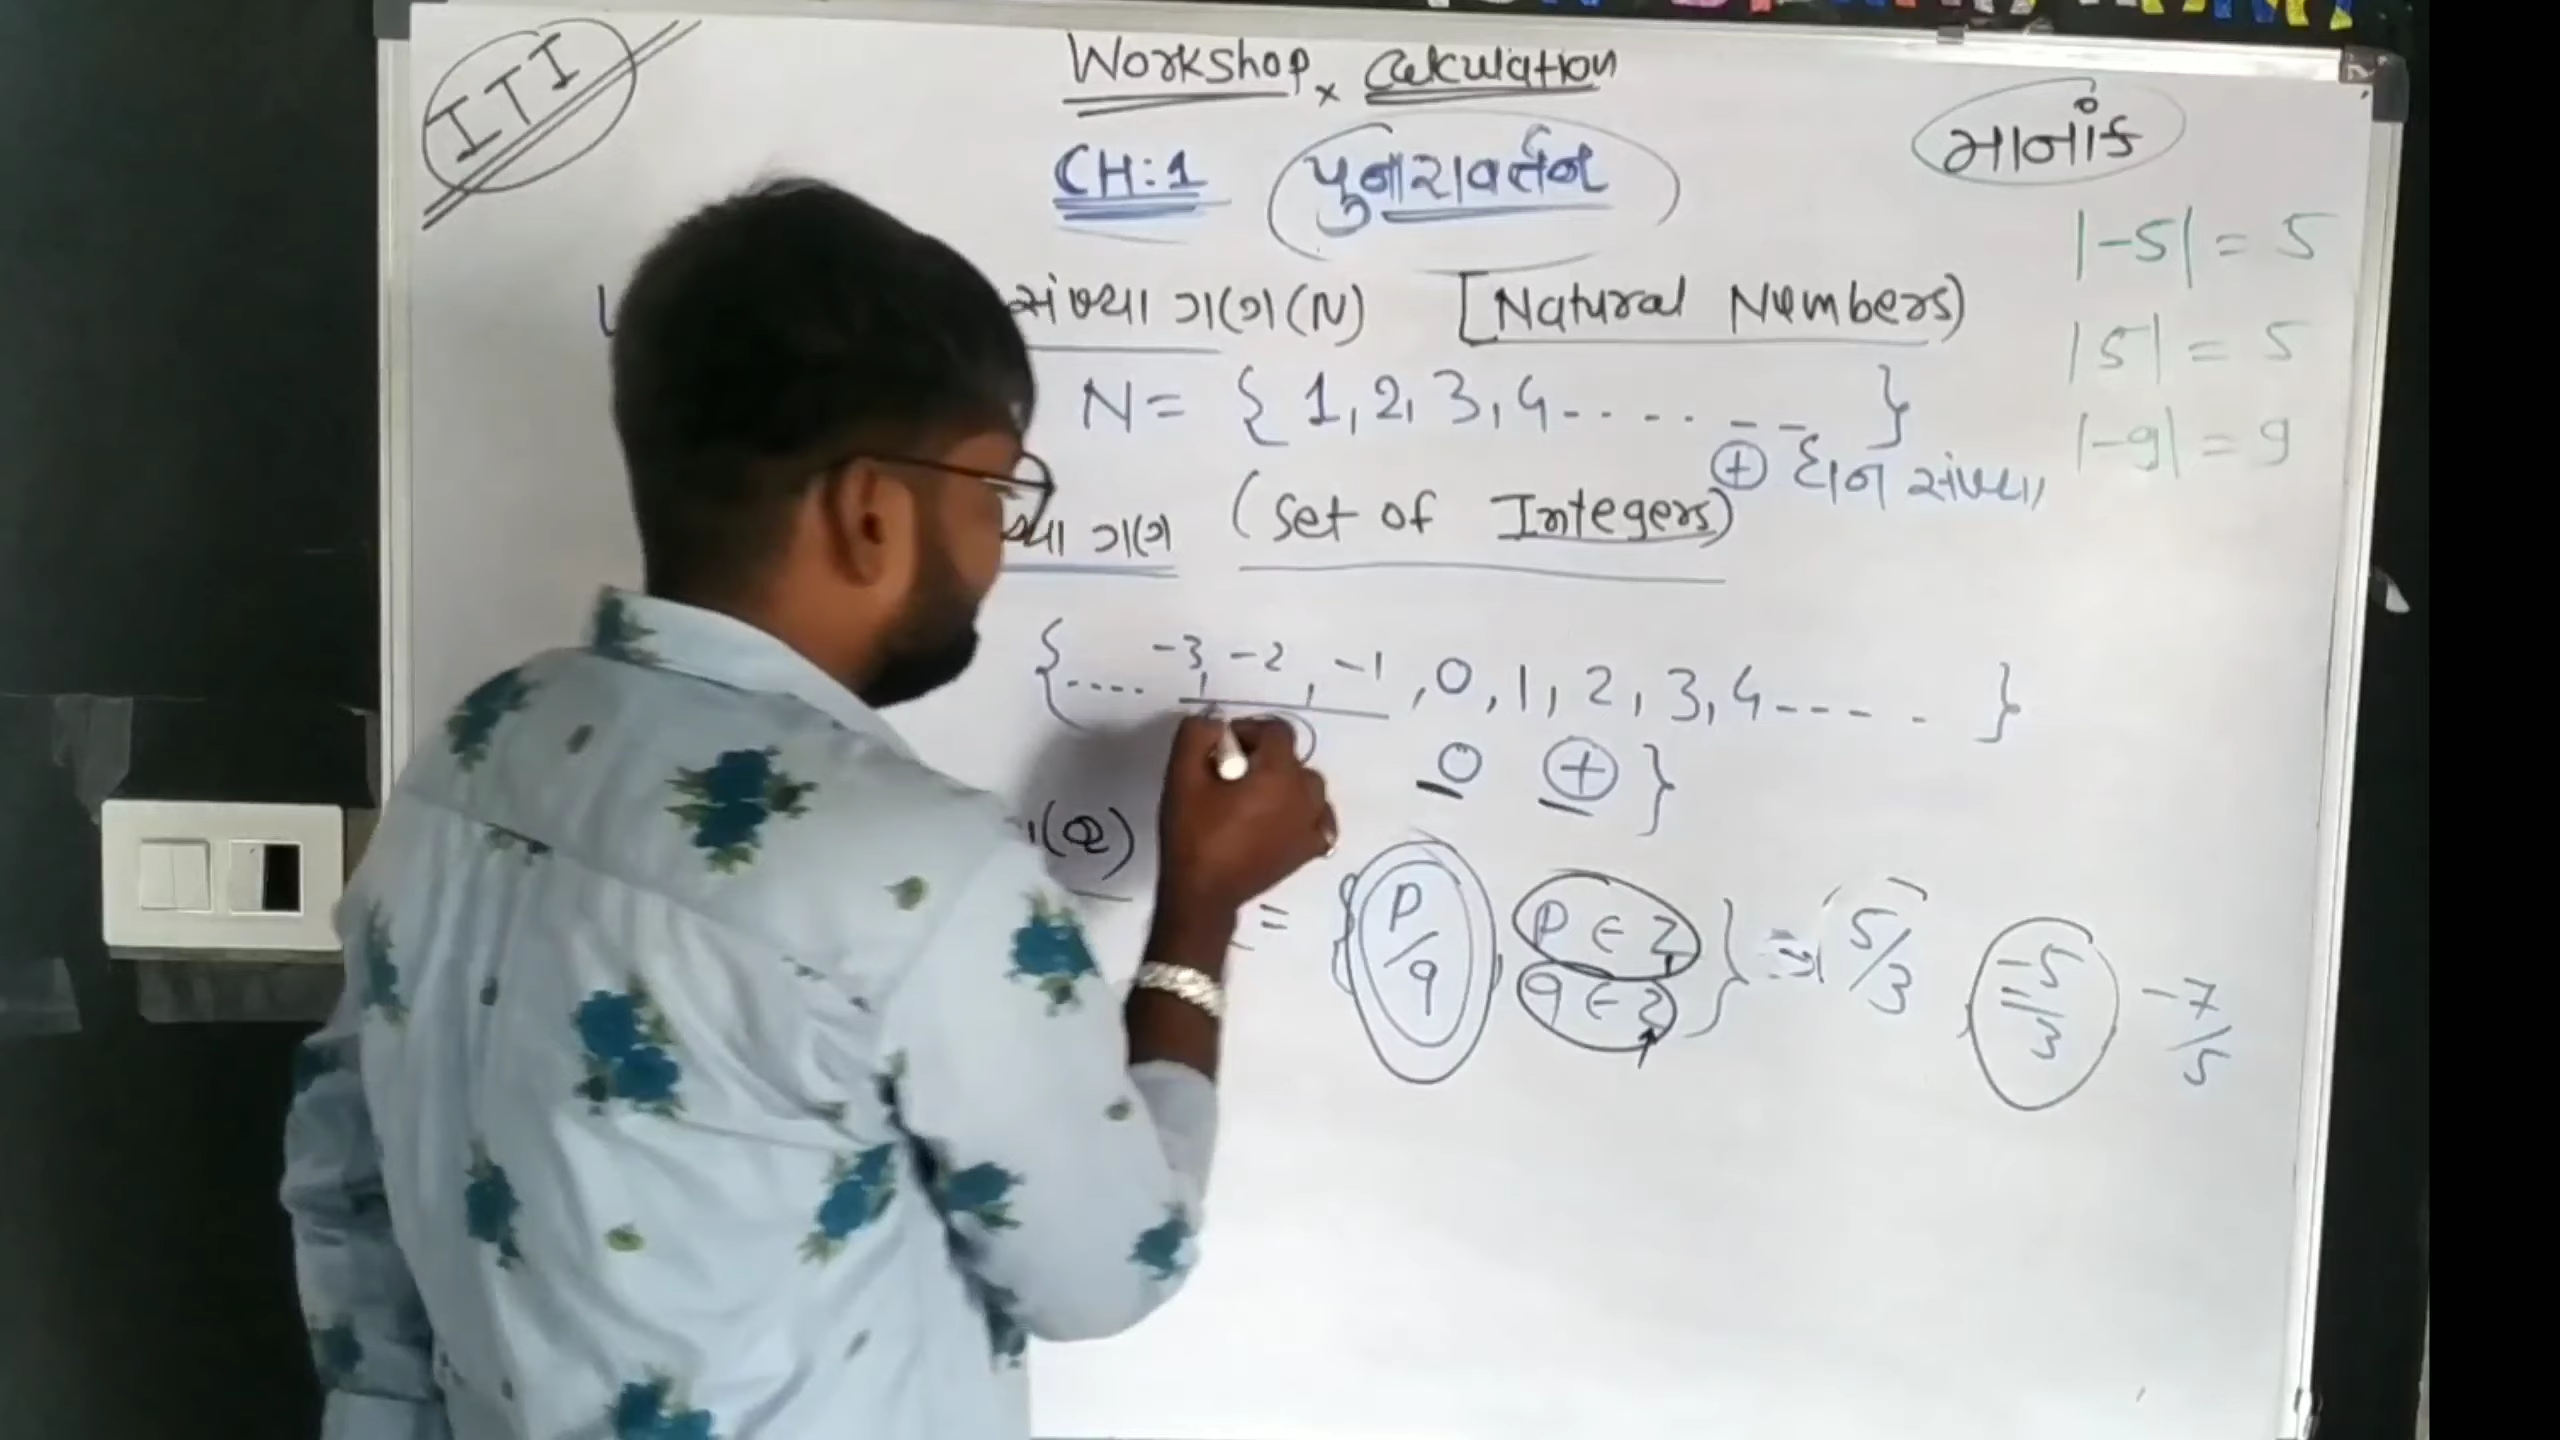 ITI
Workshop Calculation
CH:1 પુનરાવર્તન
માનાંક
|-5| = 5
|5| = 5
|-9| = 9
સંખ્યા ગણ (N) [Natural Numbers)
N = { 1, 2, 3, 4 - - - - - - - }
⊕ ધન સંખ્યા
ગણ (Set of Integers)
{ .... -3, -2, -1, 0, 1, 2, 3, 4 - - - - - }
0 ⊕ }
(Q)
= { p/q p ∈ Z q ∈ Z } ⇒ 5/3 -5/3 -7/5